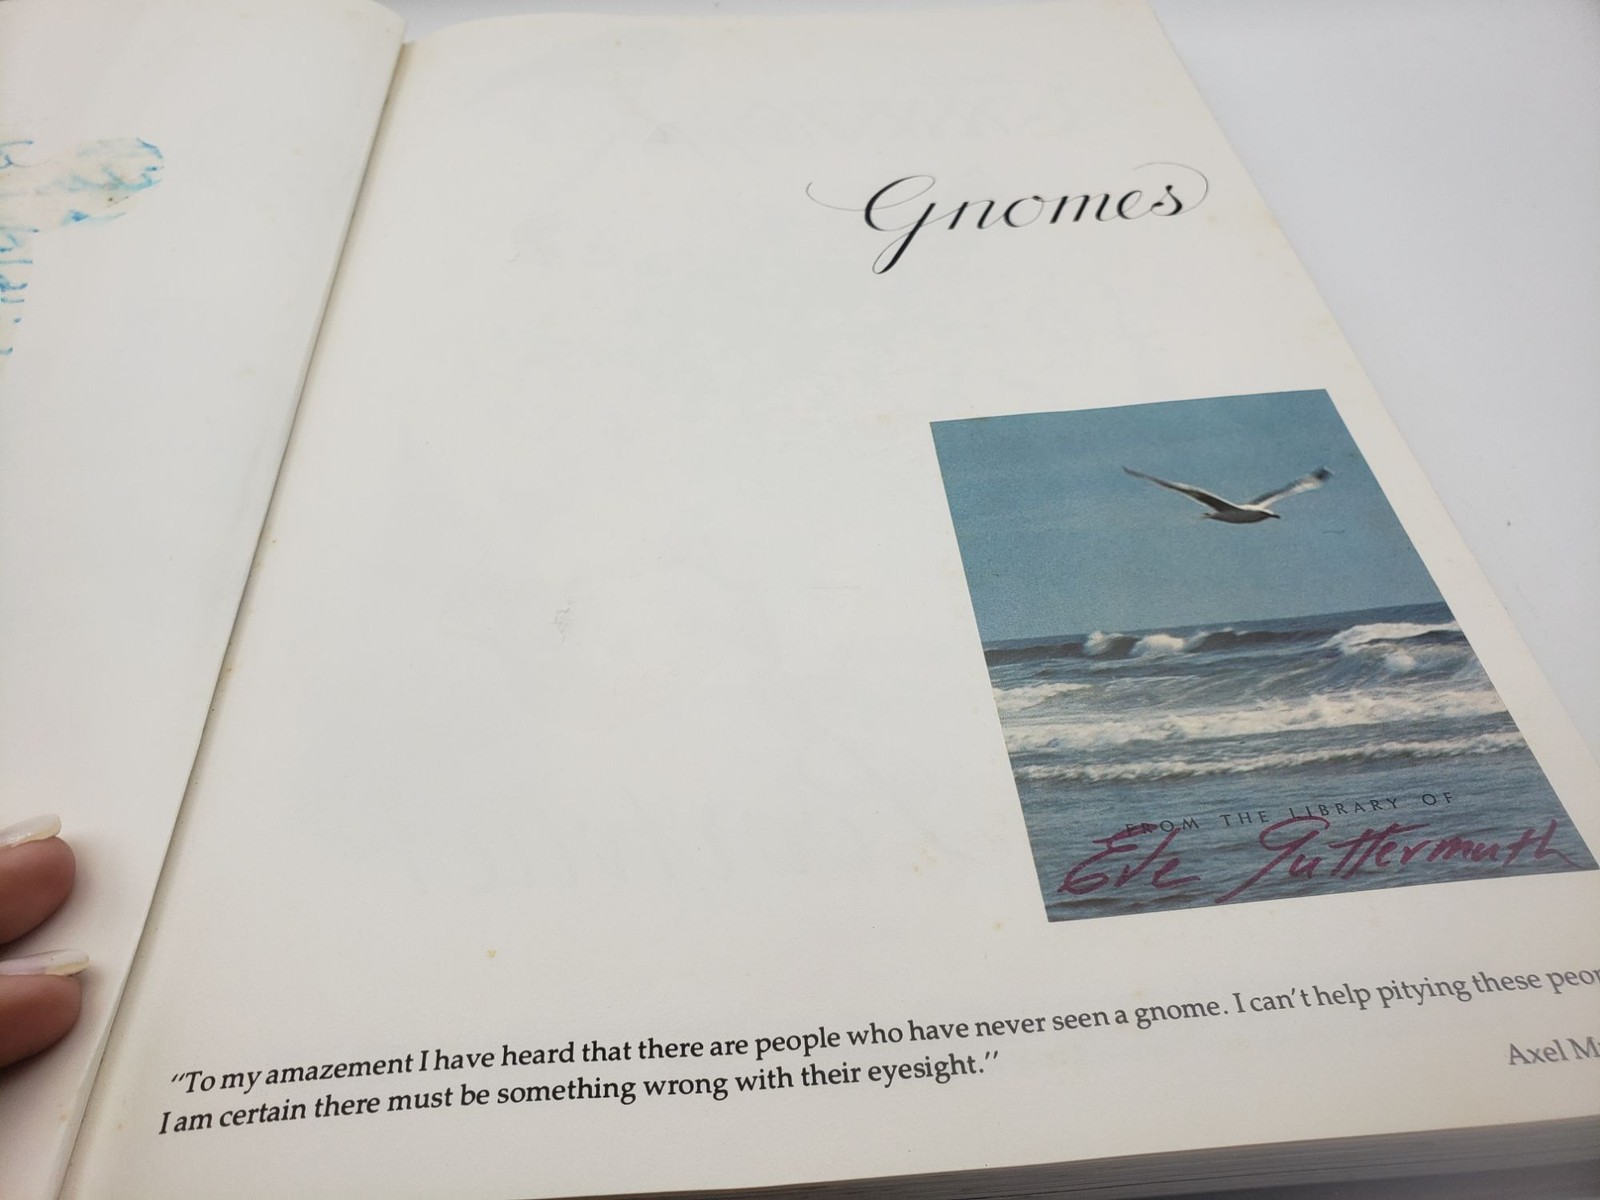 Gnomes
FROM THE LIBRARY OF
Eve Guttermuth
"To my amazement I have heard that there are people who have never seen a gnome. I can't help pitying these
I am certain there must be something wrong with their eyesight."
Axel